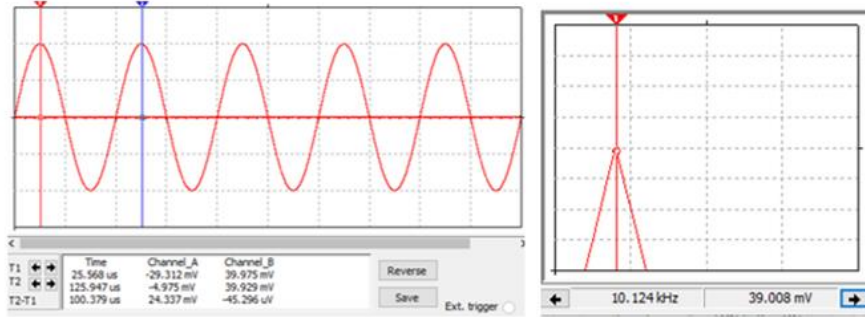 Time Channel_A Channel_B
T1 25.568 us -29.312 mV 39.975 mV
T2 125.947 us -4.975 mV 39.929 mV
T2-T1 100.379 us 24.337 mV -45.296 uV
Reverse
Save
Ext. trigger
10.124 kHz 39.008 mV